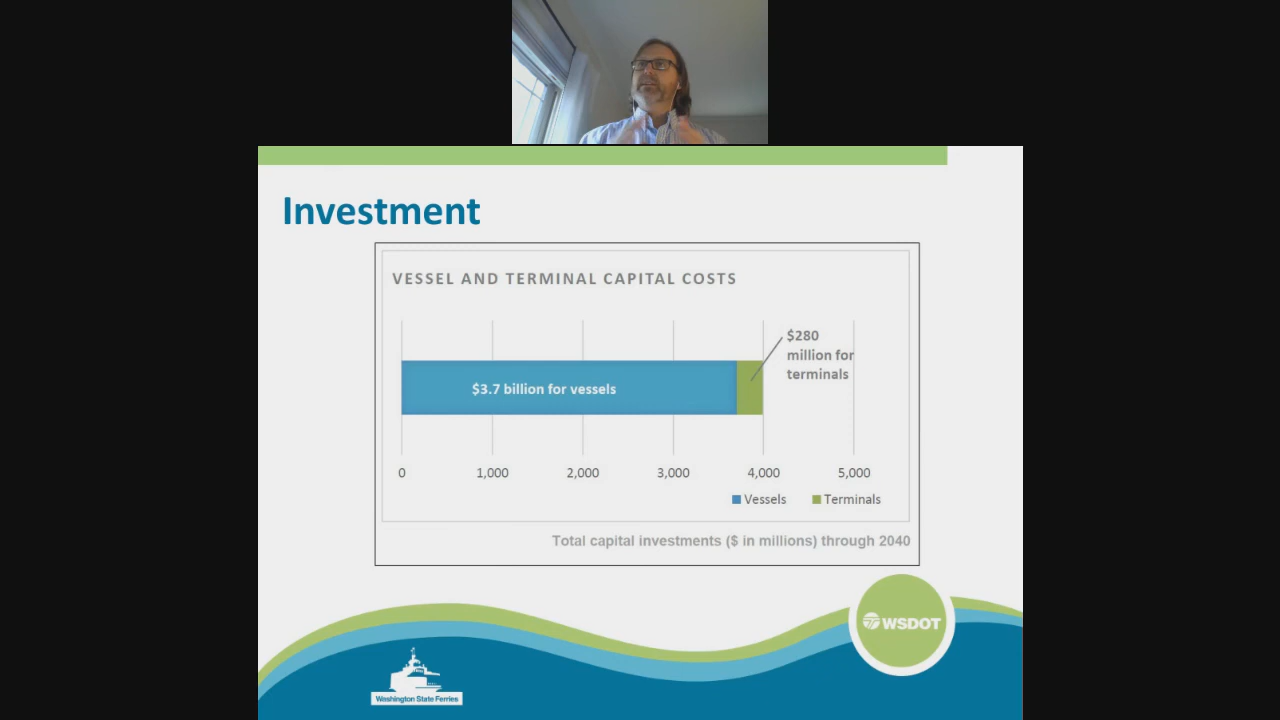 Investment
VESSEL AND TERMINAL CAPITAL COSTS
$280
million for
terminals
$3.7 billion for vessels
0 1,000 2,000 3,000 4,000 5,000
Vessels Terminals
Total capital investments ($ in millions) through 2040
WSDOT
Washington State Ferries